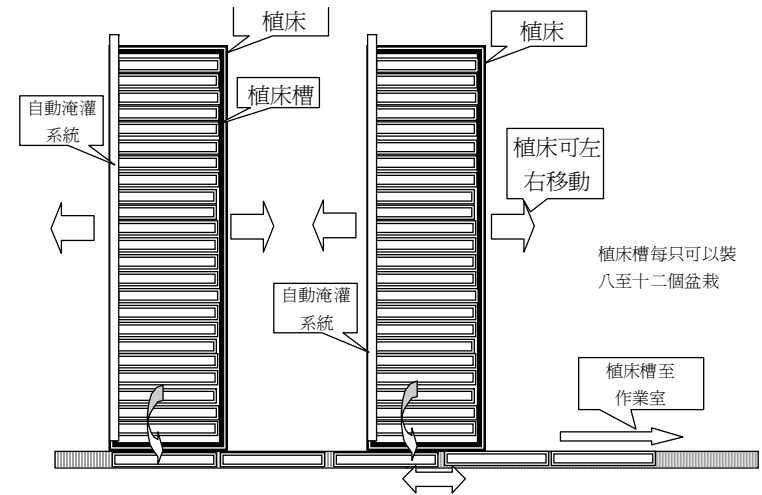 植床
植床
植床槽
自動淹灌
系統
植床可左
右移動
植床槽每只可以裝
八至十二個盆栽
自動淹灌
系統
植床槽至
作業室